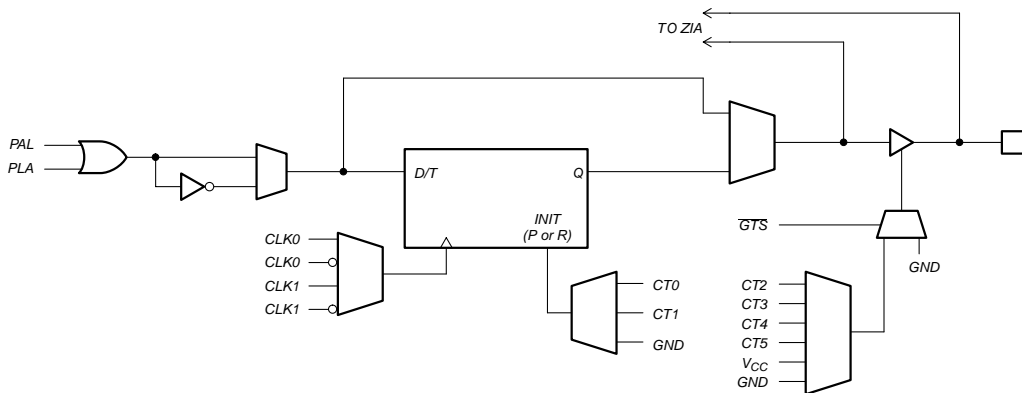 TO ZIA
PAL
PLA
D/T
Q
INIT
(P or R)
CLK0
CLK0
CLK1
CLK1
CT0
CT1
GND
GTS
GND
CT2
CT3
CT4
CT5
VCC
GND